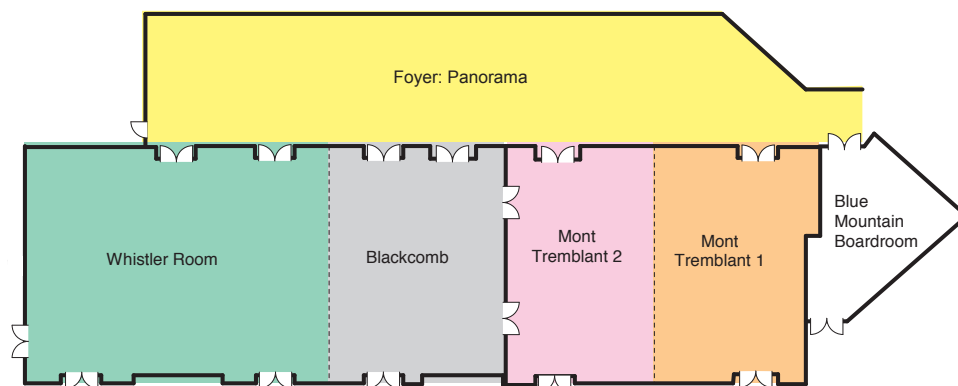 Foyer: Panorama
Whistler Room
Blackcomb
Mont
Tremblant 2
Mont
Tremblant 1
Blue
Mountain
Boardroom